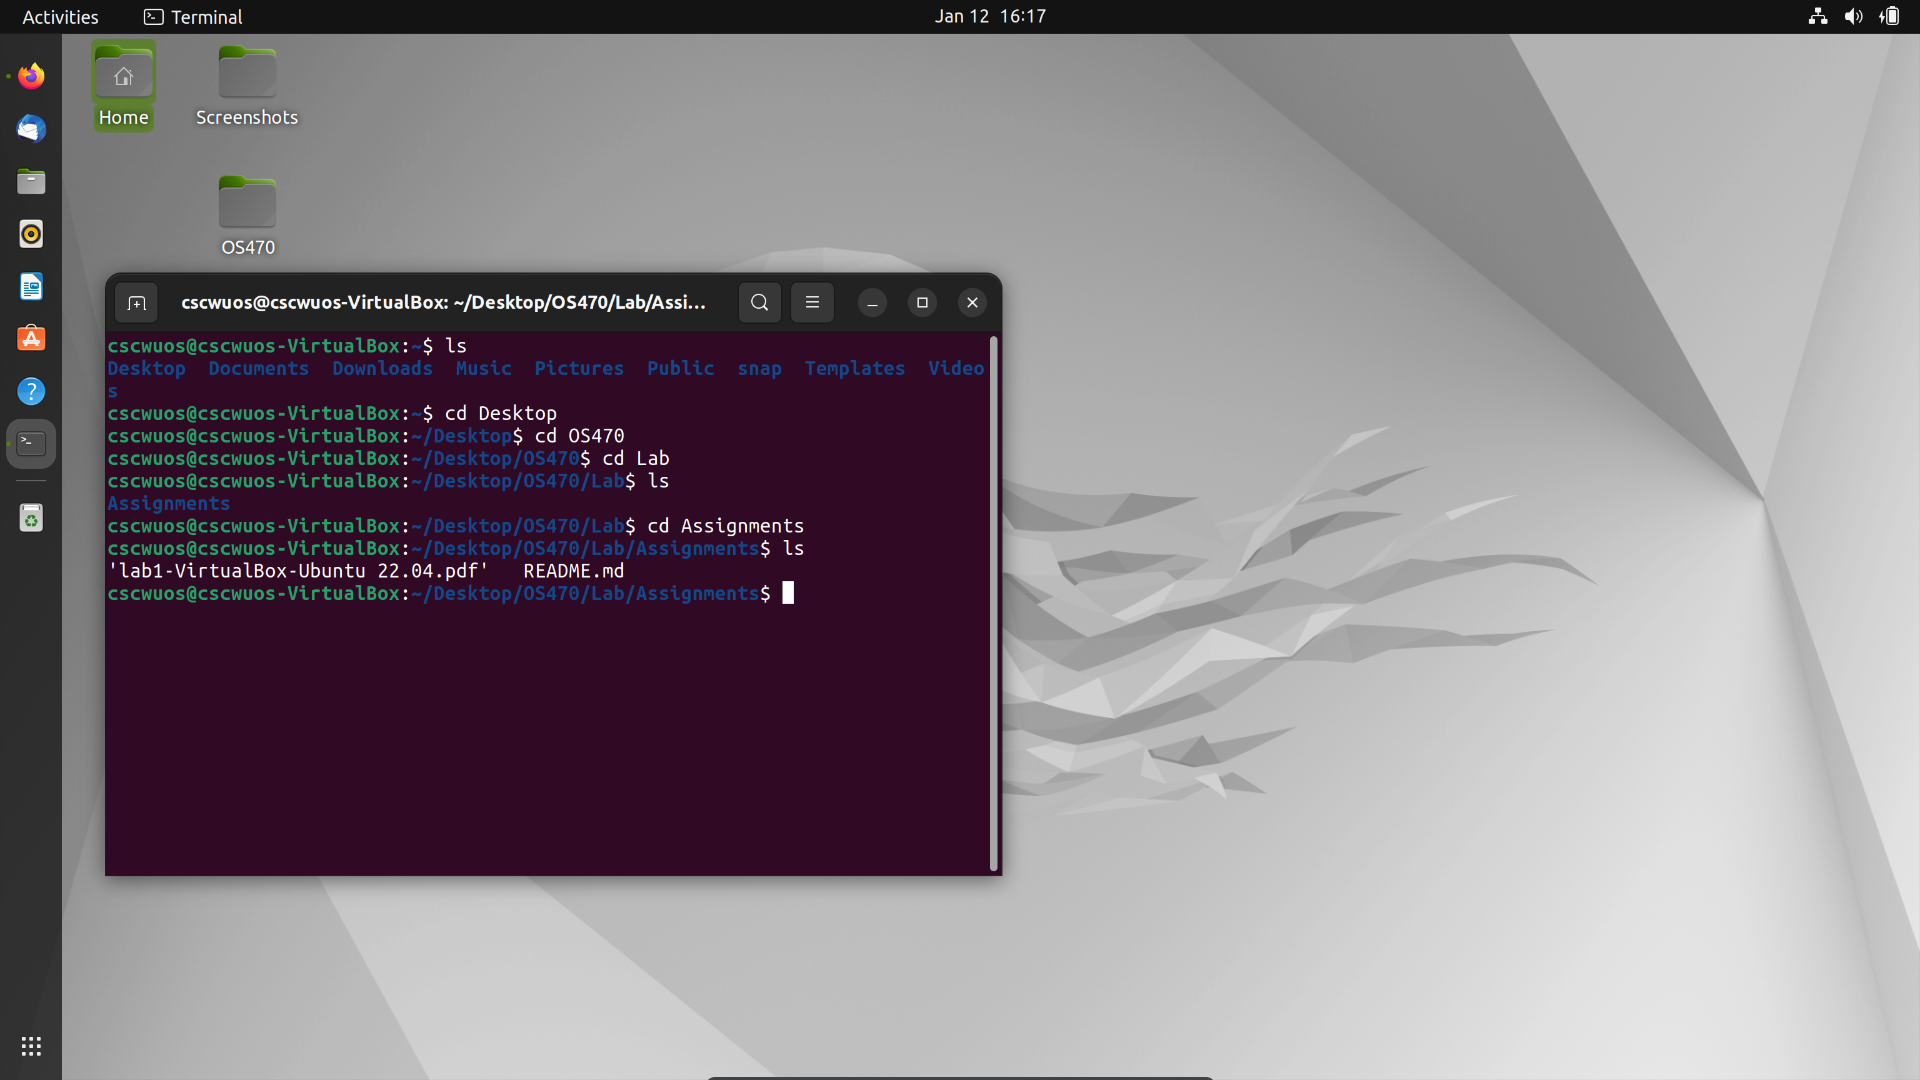 Activities
Terminal
Jan 12 16:17
Home
Screenshots
OS470
cscwuos@cscwuos-VirtualBox: ~/Desktop/OS470/Lab/Assi...
cscwuos@cscwuos-VirtualBox:~$ ls
Desktop Documents Downloads Music Pictures Public snap Templates Video
s
cscwuos@cscwuos-VirtualBox:~$ cd Desktop
cscwuos@cscwuos-VirtualBox:~/Desktop$ cd OS470
cscwuos@cscwuos-VirtualBox:~/Desktop/OS470$ cd Lab
cscwuos@cscwuos-VirtualBox:~/Desktop/OS470/Lab$ ls
Assignments
cscwuos@cscwuos-VirtualBox:~/Desktop/OS470/Lab$ cd Assignments
cscwuos@cscwuos-VirtualBox:~/Desktop/OS470/Lab/Assignments$ ls
'lab1-VirtualBox-Ubuntu 22.04.pdf' README.md
cscwuos@cscwuos-VirtualBox:~/Desktop/OS470/Lab/Assignments$